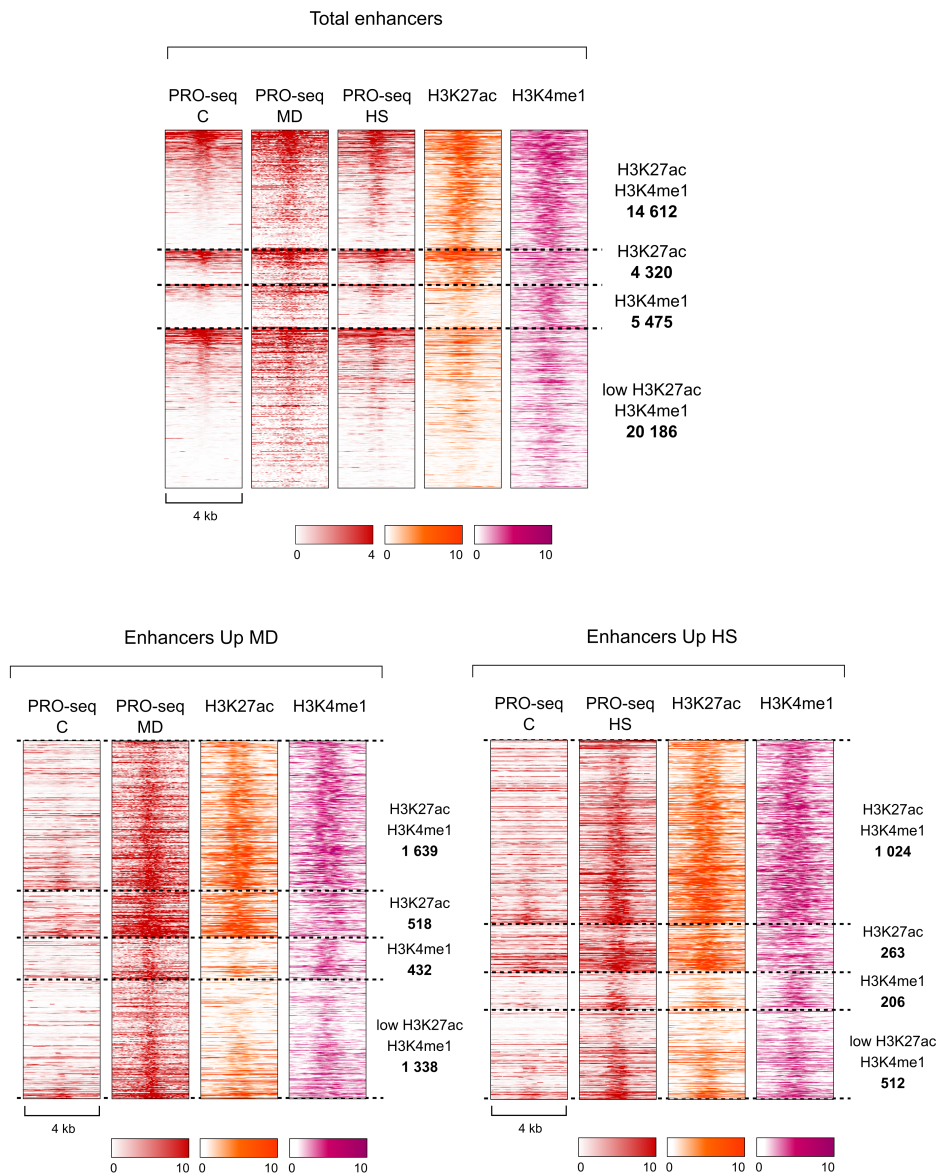 Total enhancers
PRO-seq PRO-seq PRO-seq H3K27ac H3K4me1
C MD HS
H3K27ac
H3K4me1
14 612
H3K27ac
4 320
H3K4me1
5 475
low H3K27ac
H3K4me1
20 186
4 kb
0 4 0 10 0 10
Enhancers Up MD
PRO-seq PRO-seq H3K27ac H3K4me1
C MD
H3K27ac
H3K4me1
1 639
H3K27ac
518
H3K4me1
432
low H3K27ac
H3K4me1
1 338
4 kb
0 10 0 10 0 10
Enhancers Up HS
PRO-seq PRO-seq H3K27ac H3K4me1
C HS
H3K27ac
H3K4me1
1 024
H3K27ac
263
H3K4me1
206
low H3K27ac
H3K4me1
512
4 kb
0 10 0 10 0 10